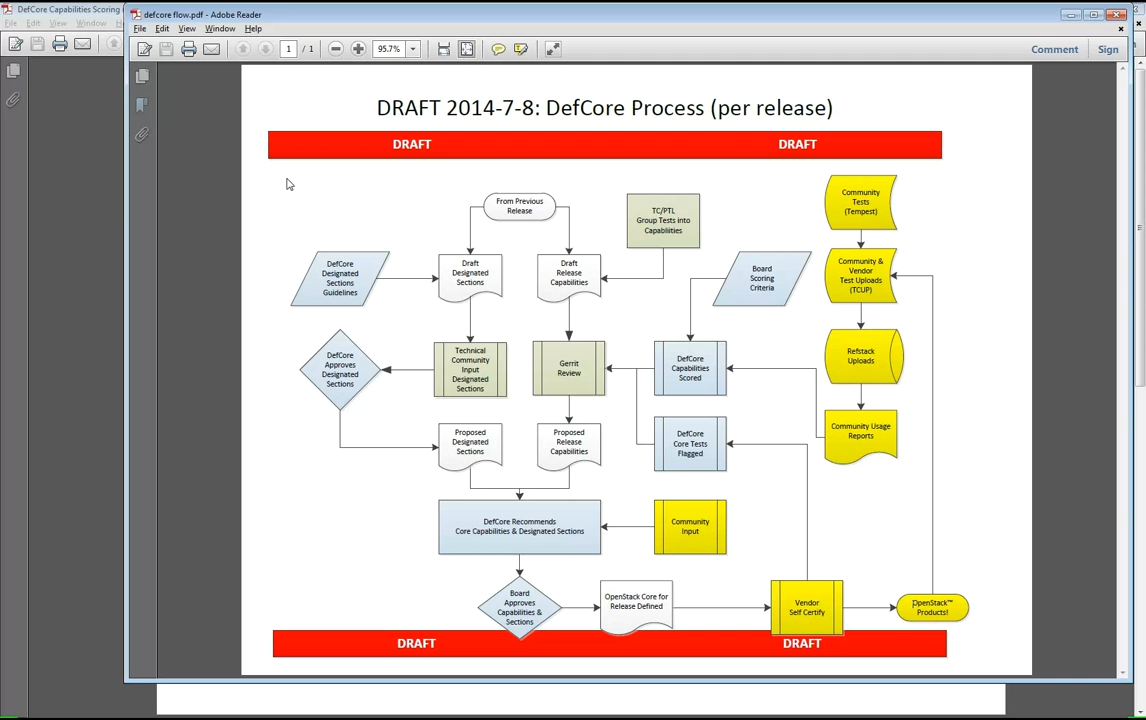 DefCore Capabilities Scoring (
File Edit View Window
defcore flow.pdf - Adobe Reader
File Edit View Window Help
1 / 1 95.7% Comment Sign
DRAFT 2014-7-8: DefCore Process (per release)
DRAFT DRAFT
From Previous
Release
TC/PTL
Group Tests into
Capabliities
Community
Tests
(Tempest)
DefCore
Designated
Sections
Guidelines
Draft
Designated
Sections
Draft
Release
Capabilities
Board
Scoring
Criteria
Community &
Vendor
Test Uploads
(TCUP)
DefCore
Approves
Designated
Sections
Technical
Community
Input
Designated
Sections
Gerrit
Review
DefCore
Capabilities
Scored
Refstack
Uploads
Proposed
Designated
Sections
Proposed
Release
Capabilities
DefCore
Core Tests
Flagged
Community Usage
Reports
DefCore Recommends
Core Capabilities & Designated Sections
Community
Input
Board
Approves
Capabilities &
Sections
OpenStack Core for
Release Defined
Vendor
Self Certify
OpenStack™
Products!
DRAFT DRAFT